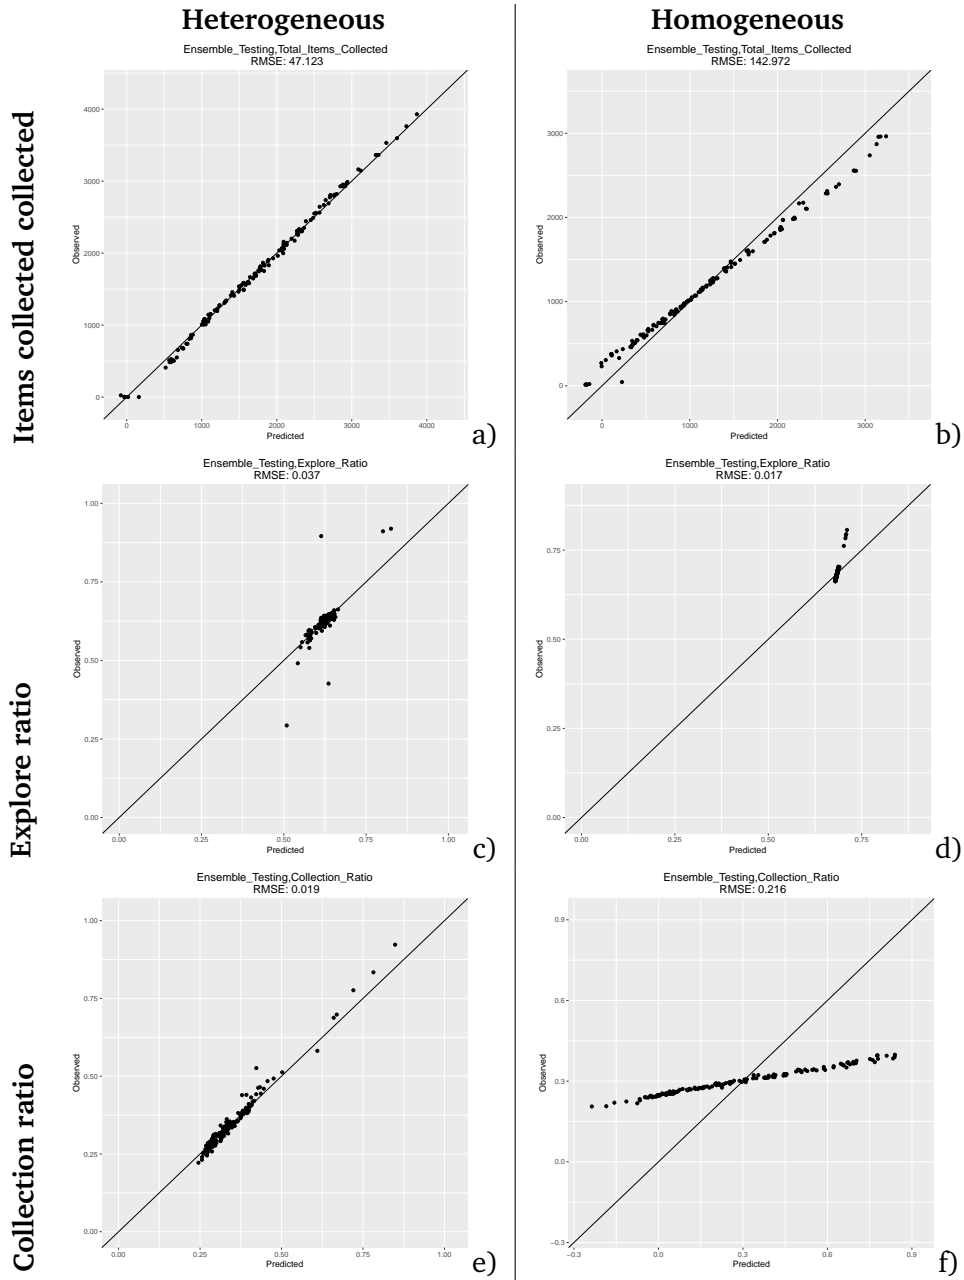 Heterogeneous
Homogeneous
Items collected collected
Ensemble_Testing,Total_Items_Collected
RMSE: 47.123
Observed
4000
3000
2000
1000
0
0
1000
2000
3000
4000
Predicted
a)
Ensemble_Testing,Total_Items_Collected
RMSE: 142.972
Observed
3000
2000
1000
0
0
1000
2000
3000
Predicted
b)
Explore ratio
Ensemble_Testing,Explore_Ratio
RMSE: 0.037
Observed
1.00
0.75
0.50
0.25
0.00
0.00
0.25
0.50
0.75
1.00
Predicted
c)
Ensemble_Testing,Explore_Ratio
RMSE: 0.017
Observed
0.75
0.50
0.25
0.00
0.00
0.25
0.50
0.75
Predicted
d)
Collection ratio
Ensemble_Testing,Collection_Ratio
RMSE: 0.019
Observed
1.00
0.75
0.50
0.25
0.00
0.00
0.25
0.50
0.75
1.00
Predicted
e)
Ensemble_Testing,Collection_Ratio
RMSE: 0.216
Observed
0.9
0.6
0.3
0.0
−0.3
−0.3
0.0
0.3
0.6
0.9
Predicted
f)